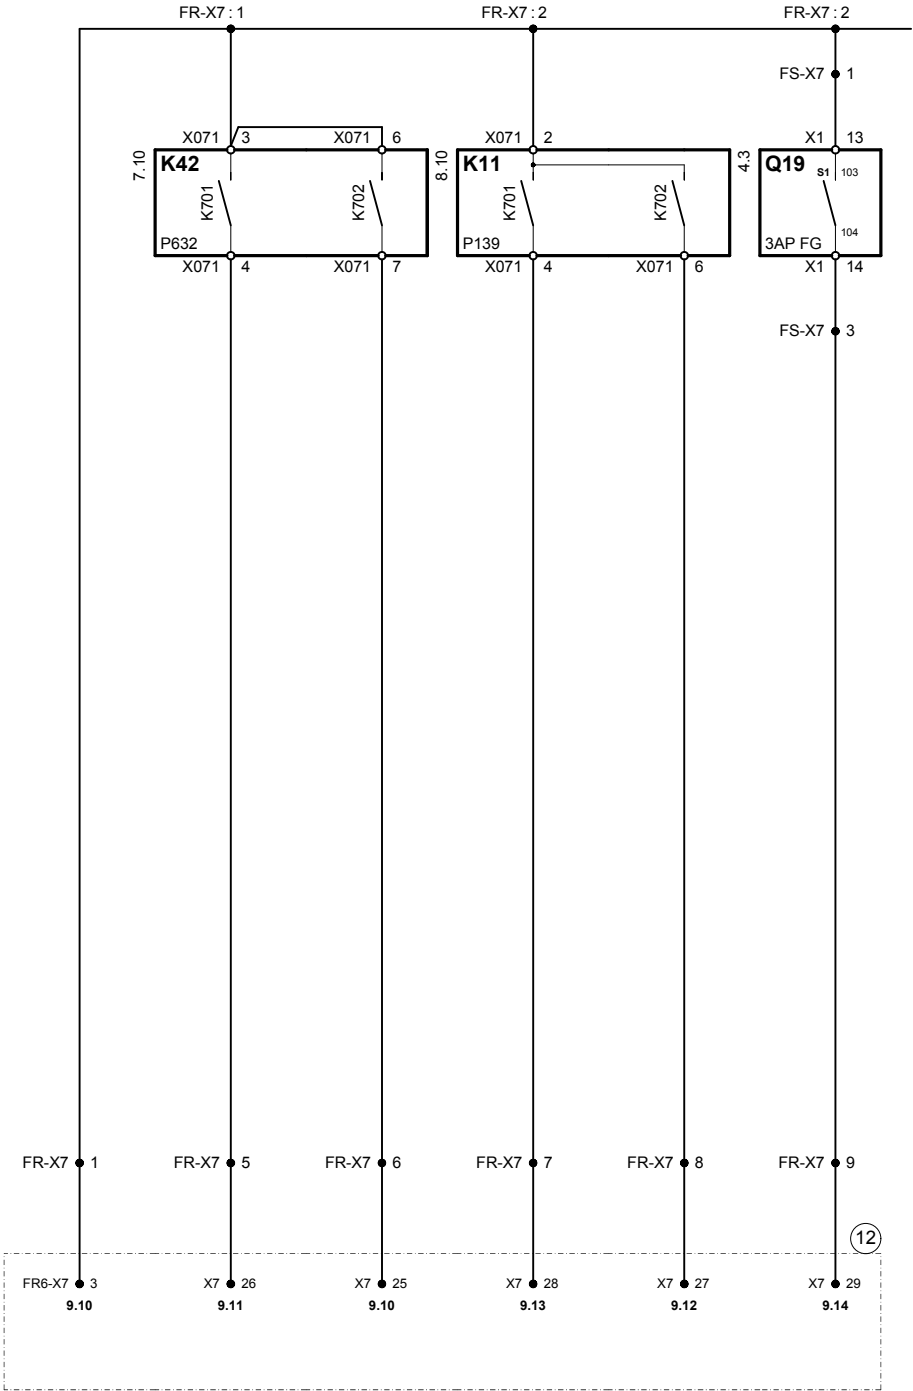 FR-X7 : 1 FR-X7 : 2 FR-X7 : 2
FS-X7 1
X071 3 X071 6 X071 2 X1 13
7.10 K42 8.10 K11 4.3 Q19
S1 103
K701 K702 K701 K702
104
P632 P139 3AP FG
X071 4 X071 7 X071 4 X071 6 X1 14
FS-X7 3
FR-X7 1 FR-X7 5 FR-X7 6 FR-X7 7 FR-X7 8 FR-X7 9
12
FR6-X7 3 X7 26 X7 25 X7 28 X7 27 X7 29
9.10 9.11 9.10 9.13 9.12 9.14